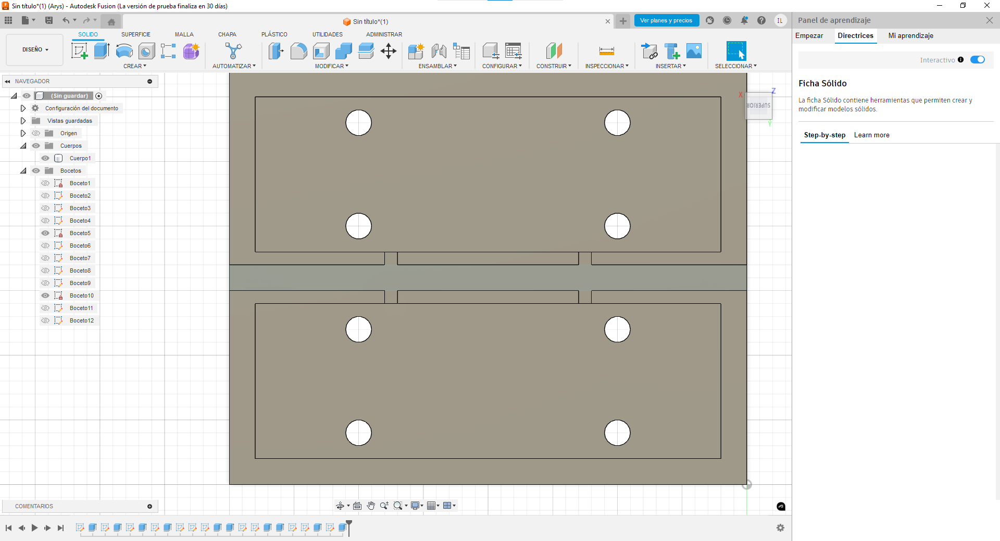 Sin título*(1) (Arys) - Autodesk Fusion (La versión de prueba finaliza en 30 días)
Sin título*(1)
Ver planes y precios
IL
DISEÑO
SOLIDO
SUPERFICIE
MALLA
CHAPA
PLÁSTICO
UTILIDADES
ADMINISTRAR
CREAR
AUTOMATIZAR
MODIFICAR
ENSAMBLAR
CONFIGURAR
CONSTRUIR
INSPECCIONAR
INSERTAR
SELECCIONAR
NAVEGADOR
(Sin guardar)
Configuración del documento
Vistas guardadas
Origen
Cuerpos
Cuerpo1
Bocetos
Boceto1
Boceto2
Boceto3
Boceto4
Boceto5
Boceto6
Boceto7
Boceto8
Boceto9
Boceto10
Boceto11
Boceto12
X
Z
SUPERIOR
Y
COMENTARIOS
Panel de aprendizaje
Empezar
Directrices
Mi aprendizaje
Interactivo
Ficha Sólido
La ficha Sólido contiene herramientas que permiten crear y
modificar modelos sólidos.
Step-by-step
Learn more